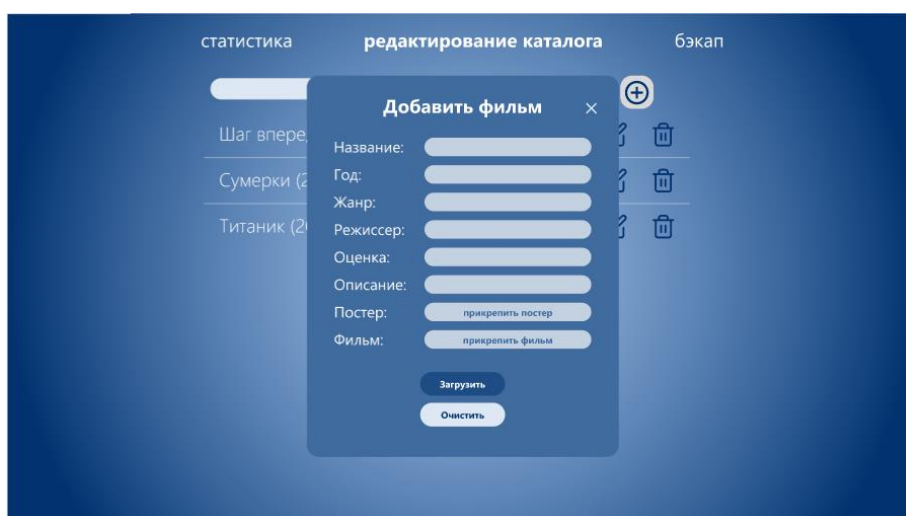 статистика редактирование каталога бэкап
Добавить фильм
Шаг впере
Название:
Год:
Сумерки (2
Жанр:
Титаник (2
Режиссер:
Оценка:
Описание:
Постер: прикрепить постер
Фильм: прикрепить фильм
Загрузить
Очистить